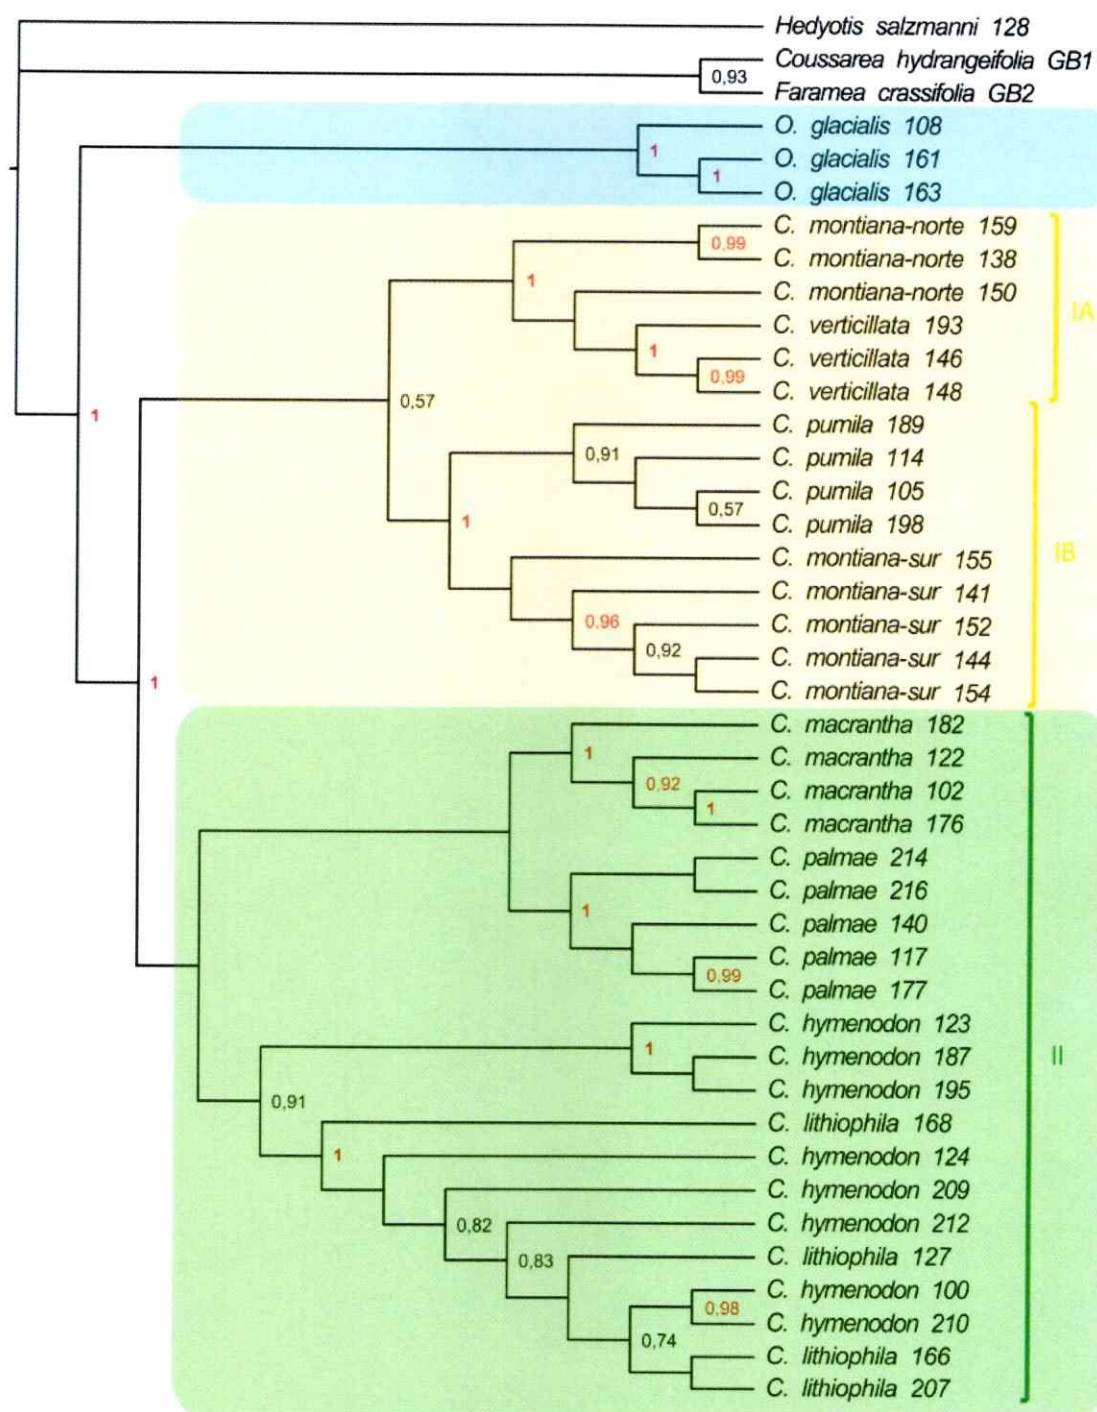 Hedyotis salzmanni 128
Coussarea hydrangeifolia GB1
0,93
Faramea crassifolia GB2
O. glacialis 108
1
O. glacialis 161
1
O. glacialis 163
C. montiana-norte 159
0,99
C. montiana-norte 138
1
C. montiana-norte 150
IA
C. verticillata 193
1
C. verticillata 146
0,99
C. verticillata 148
0,57
1
C. pumila 189
0,91
C. pumila 114
C. pumila 105
0,57
C. pumila 198
1
IB
C. montiana-sur 155
C. montiana-sur 141
0.96
C. montiana-sur 152
0,92
C. montiana-sur 144
1
C. montiana-sur 154
C. macrantha 182
1
C. macrantha 122
0,92
C. macrantha 102
1
C. macrantha 176
C. palmae 214
C. palmae 216
1
C. palmae 140
C. palmae 117
0,99
C. palmae 177
C. hymenodon 123
1
C. hymenodon 187
II
C. hymenodon 195
0,91
C. lithiophila 168
1
C. hymenodon 124
C. hymenodon 209
0,82
C. hymenodon 212
0,83
C. lithiophila 127
C. hymenodon 100
0,98
C. hymenodon 210
0,74
C. lithiophila 166
C. lithiophila 207